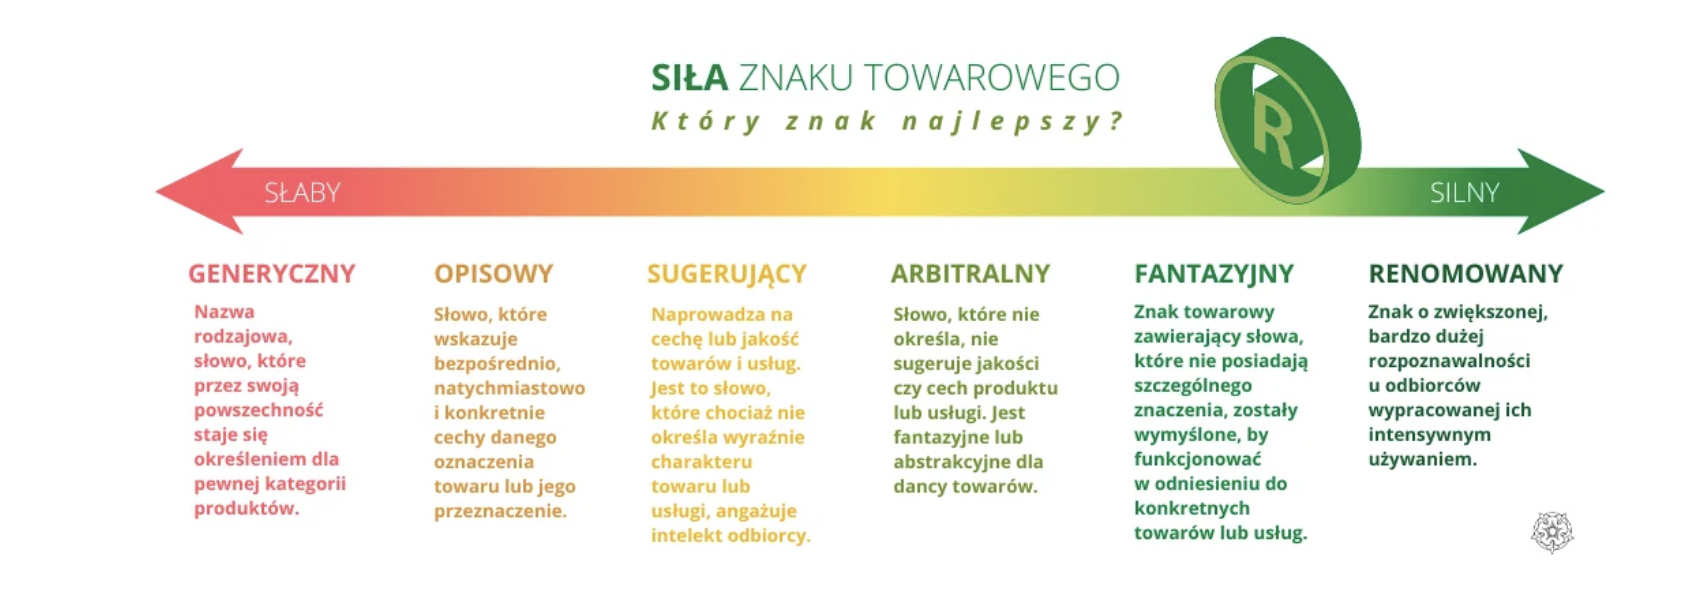 SIŁA ZNAKU TOWAROWEGO
Który znak najlepszy?
R
SŁABY
SILNY
GENERYCZNY
Nazwa
rodzajowa,
słowo, które
przez swoją
powszechność
staje się
określeniem dla
pewnej kategorii
produktów.
OPISOWY
Słowo, które
wskazuje
bezpośrednio,
natychmiastowo
i konkretnie
cechy danego
oznaczenia
towaru lub jego
przeznaczenie.
SUGERUJĄCY
Naprowadza na
cechę lub jakość
towarów i usług.
Jest to słowo,
które chociaż nie
określa wyraźnie
charakteru
towaru lub
usługi, angażuje
intelekt odbiorcy.
ARBITRALNY
Słowo, które nie
określa, nie
sugeruje jakości
czy cech produktu
lub usługi. Jest
fantazyjne lub
abstrakcyjne dla
dancy towarów.
FANTAZYJNY
Znak towarowy
zawierający słowa,
które nie posiadają
szczególnego
znaczenia, zostały
wymyślone, by
funkcjonować
w odniesieniu do
konkretnych
towarów lub usług.
RENOMOWANY
Znak o zwiększonej,
bardzo dużej
rozpoznawalności
u odbiorców
wypracowanej ich
intensywnym
używaniem.